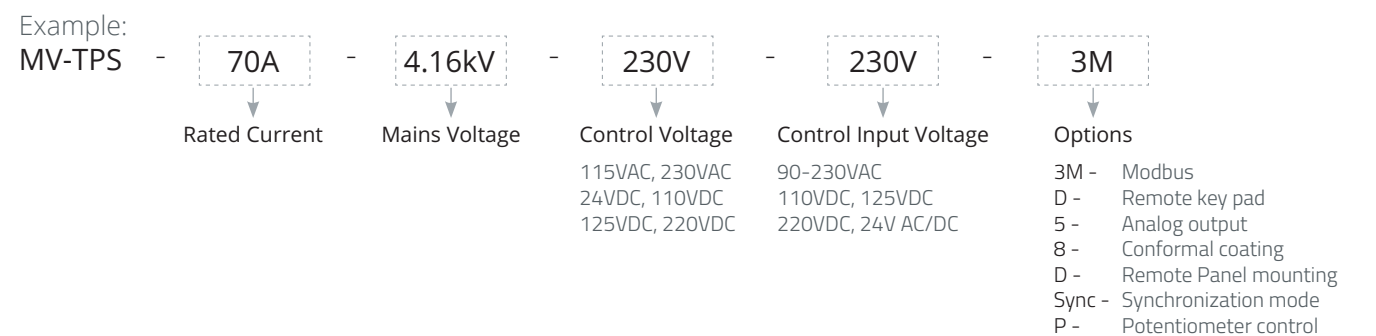 Example:
MV-TPS - 70A - 4.16kV - 230V - 230V - 3M
Rated Current Mains Voltage Control Voltage Control Input Voltage Options
115VAC, 230VAC 90-230VAC 3M - Modbus
24VDC, 110VDC 110VDC, 125VDC D - Remote key pad
125VDC, 220VDC 220VDC, 24V AC/DC 5 - Analog output
8 - Conformal coating
D - Remote Panel mounting
Sync - Synchronization mode
P - Potentiometer control